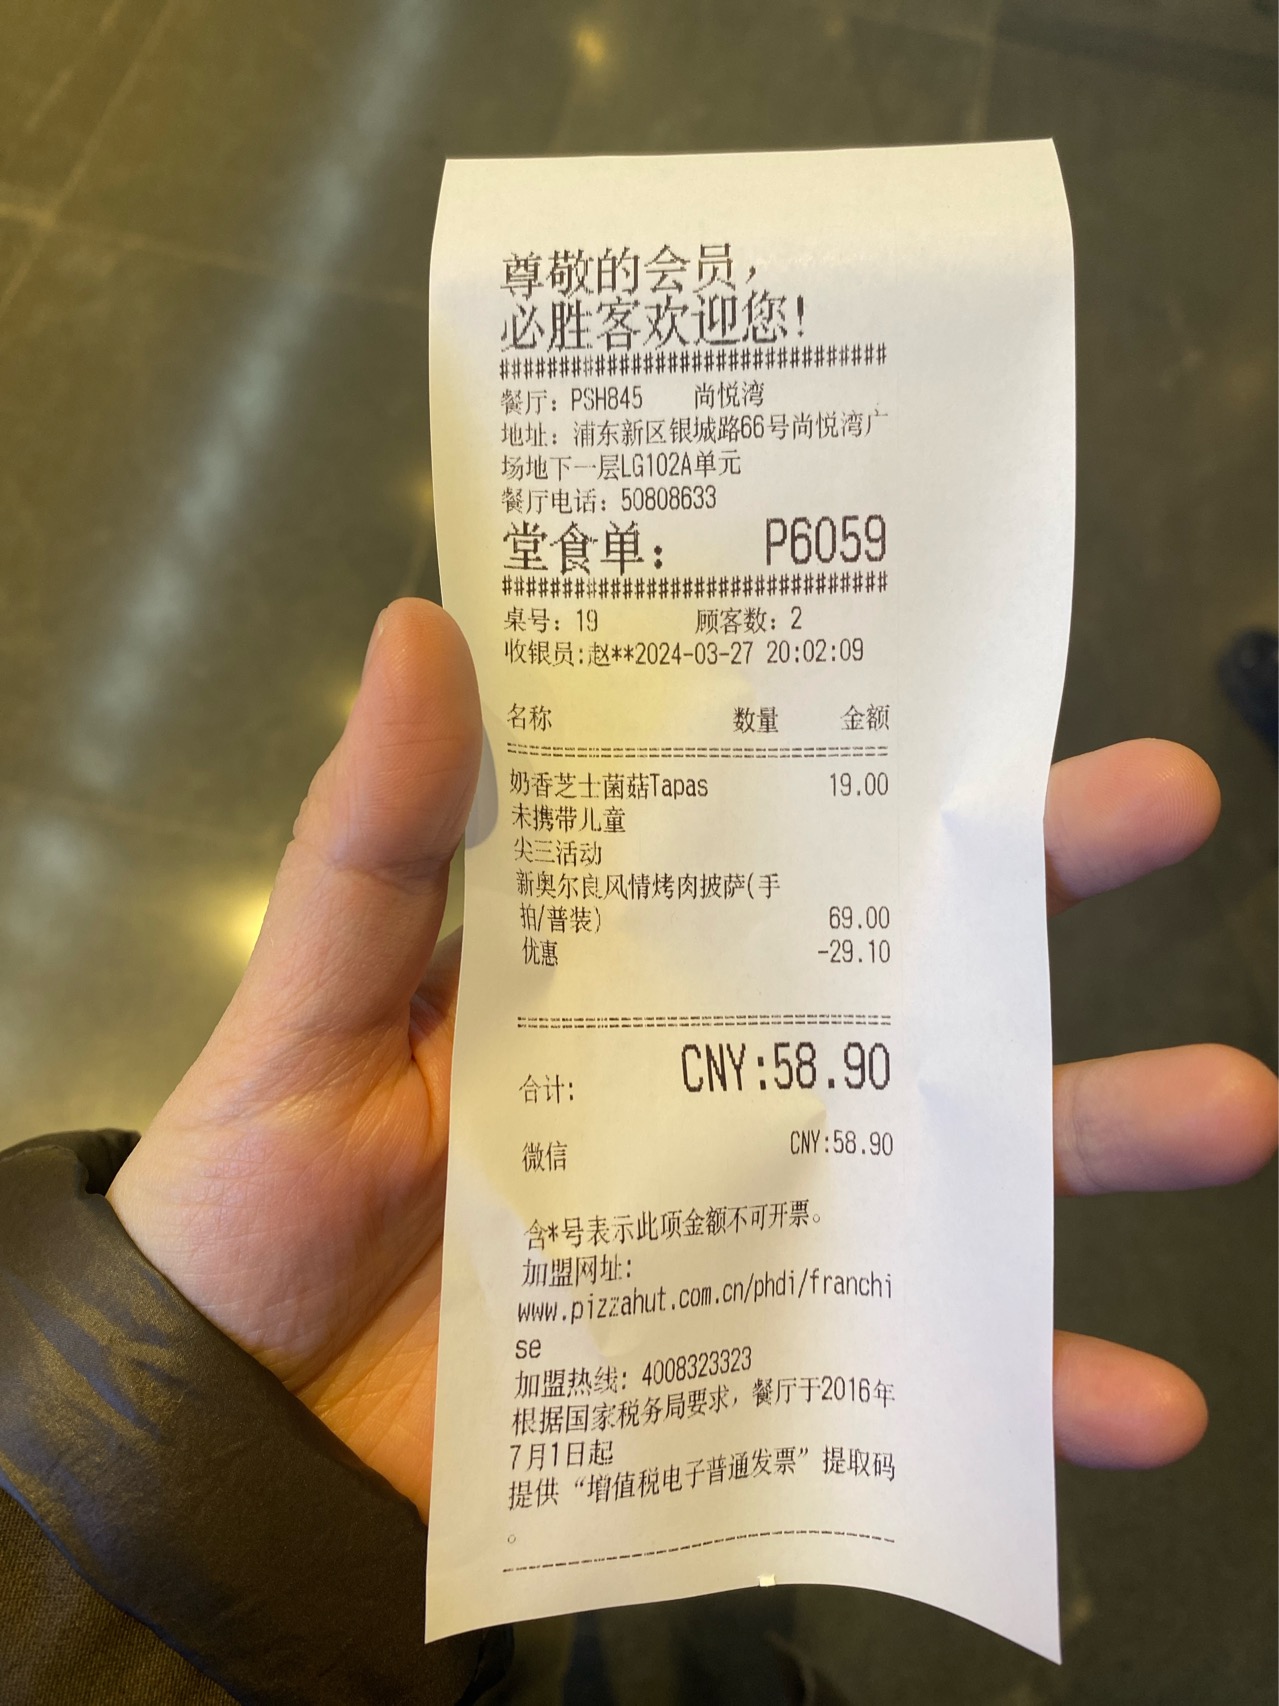 尊敬的会员，
必胜客欢迎您!
##################################
餐厅: PSH845 尚悦湾
地址: 浦东新区银城路66号尚悦湾广
场地下一层LG102A单元
餐厅电话: 50808633
堂食单: P6059
##################################
桌号: 19 顾客数: 2
收银员:赵**2024-03-27 20:02:09
名称 数量 金额
==================================
奶香芝士菌菇Tapas 19.00
未携带儿童
尖三活动
新奥尔良风情烤肉披萨(手
拍/普装) 69.00
优惠 -29.10
==================================
合计: CNY:58.90
微信 CNY:58.90
含*号表示此项金额不可开票。
加盟网址:
www.pizzahut.com.cn/phdi/franchi
se
加盟热线: 4008323323
根据国家税务局要求，餐厅于2016年
7月1日起
提供“增值税电子普通发票”提取码
。
----------------------------------